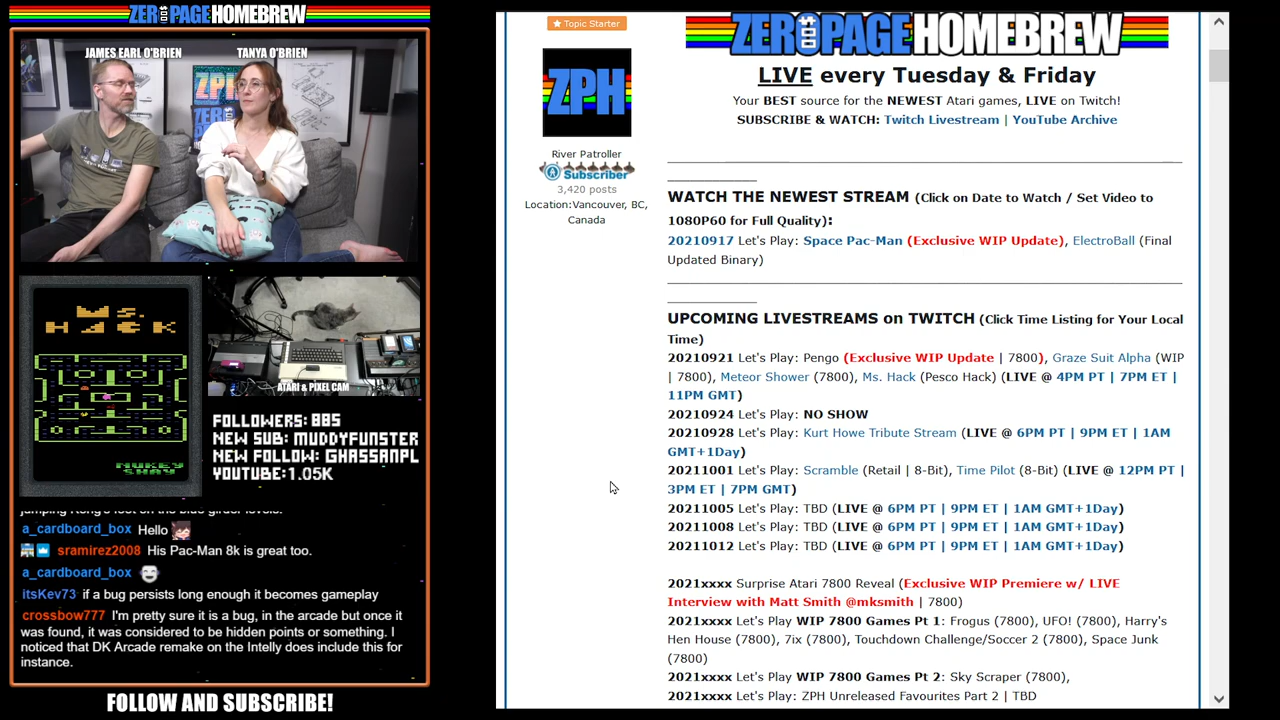 ZEROPAGE HOMEBREW
JAMES EARL O'BRIEN
TANYA O'BRIEN
ZPH
MS.
HACK
NUKEY
SHAY
ATARI & PIXEL CAM
FOLLOWERS: 885
NEW SUB: MUDDYFUNSTER
NEW FOLLOW: GHASSANPL
YOUTUBE:1.05K
jumping Kong's feet on the blue girder levels.
a_cardboard_box Hello
sramirez2008 His Pac-Man 8k is great too.
a_cardboard_box
itsKev73 if a bug persists long enough it becomes gameplay
crossbow777 I'm pretty sure it is a bug, in the arcade but once it
was found, it was considered to be hidden points or something. I
noticed that DK Arcade remake on the Intelly does include this for
instance.
FOLLOW AND SUBSCRIBE!
★ Topic Starter
ZPH
River Patroller
Subscriber
3,420 posts
Location:Vancouver, BC,
Canada
ZEROPAGE HOMEBREW
LIVE every Tuesday & Friday
Your BEST source for the NEWEST Atari games, LIVE on Twitch!
SUBSCRIBE & WATCH: Twitch Livestream | YouTube Archive
WATCH THE NEWEST STREAM (Click on Date to Watch / Set Video to
1080P60 for Full Quality):
20210917 Let's Play: Space Pac-Man (Exclusive WIP Update), ElectroBall (Final
Updated Binary)
UPCOMING LIVESTREAMS on TWITCH (Click Time Listing for Your Local
Time)
20210921 Let's Play: Pengo (Exclusive WIP Update | 7800), Graze Suit Alpha (WIP
| 7800), Meteor Shower (7800), Ms. Hack (Pesco Hack) (LIVE @ 4PM PT | 7PM ET |
11PM GMT)
20210924 Let's Play: NO SHOW
20210928 Let's Play: Kurt Howe Tribute Stream (LIVE @ 6PM PT | 9PM ET | 1AM
GMT+1Day)
20211001 Let's Play: Scramble (Retail | 8-Bit), Time Pilot (8-Bit) (LIVE @ 12PM PT |
3PM ET | 7PM GMT)
20211005 Let's Play: TBD (LIVE @ 6PM PT | 9PM ET | 1AM GMT+1Day)
20211008 Let's Play: TBD (LIVE @ 6PM PT | 9PM ET | 1AM GMT+1Day)
20211012 Let's Play: TBD (LIVE @ 6PM PT | 9PM ET | 1AM GMT+1Day)
2021xxxx Surprise Atari 7800 Reveal (Exclusive WIP Premiere w/ LIVE
Interview with Matt Smith @mksmith | 7800)
2021xxxx Let's Play WIP 7800 Games Pt 1: Frogus (7800), UFO! (7800), Harry's
Hen House (7800), 7ix (7800), Touchdown Challenge/Soccer 2 (7800), Space Junk
(7800)
2021xxxx Let's Play WIP 7800 Games Pt 2: Sky Scraper (7800),
2021xxxx Let's Play: ZPH Unreleased Favourites Part 2 | TBD